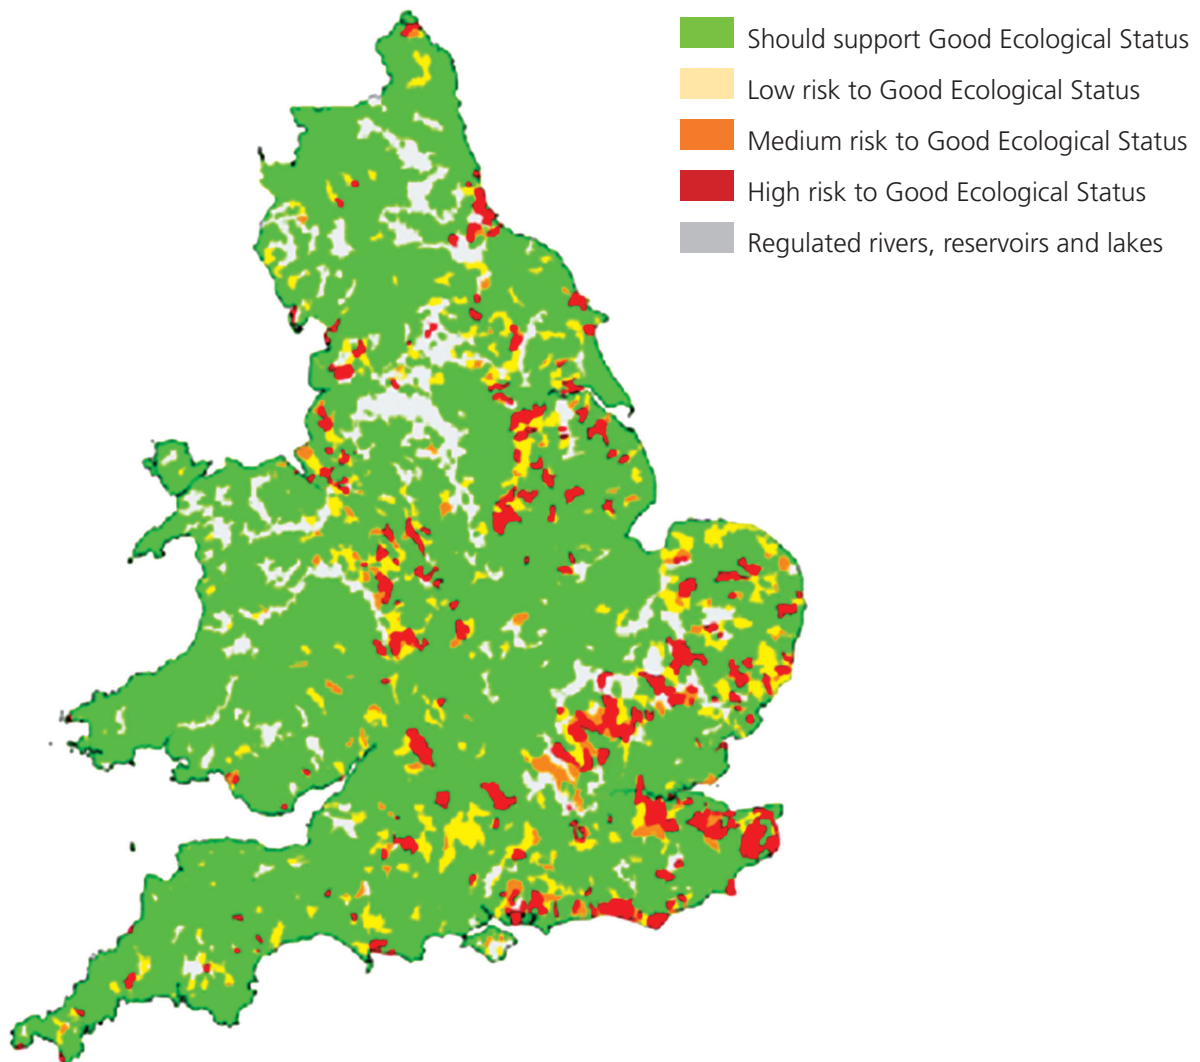 Should support Good Ecological Status
Low risk to Good Ecological Status
Medium risk to Good Ecological Status
High risk to Good Ecological Status
Regulated rivers, reservoirs and lakes